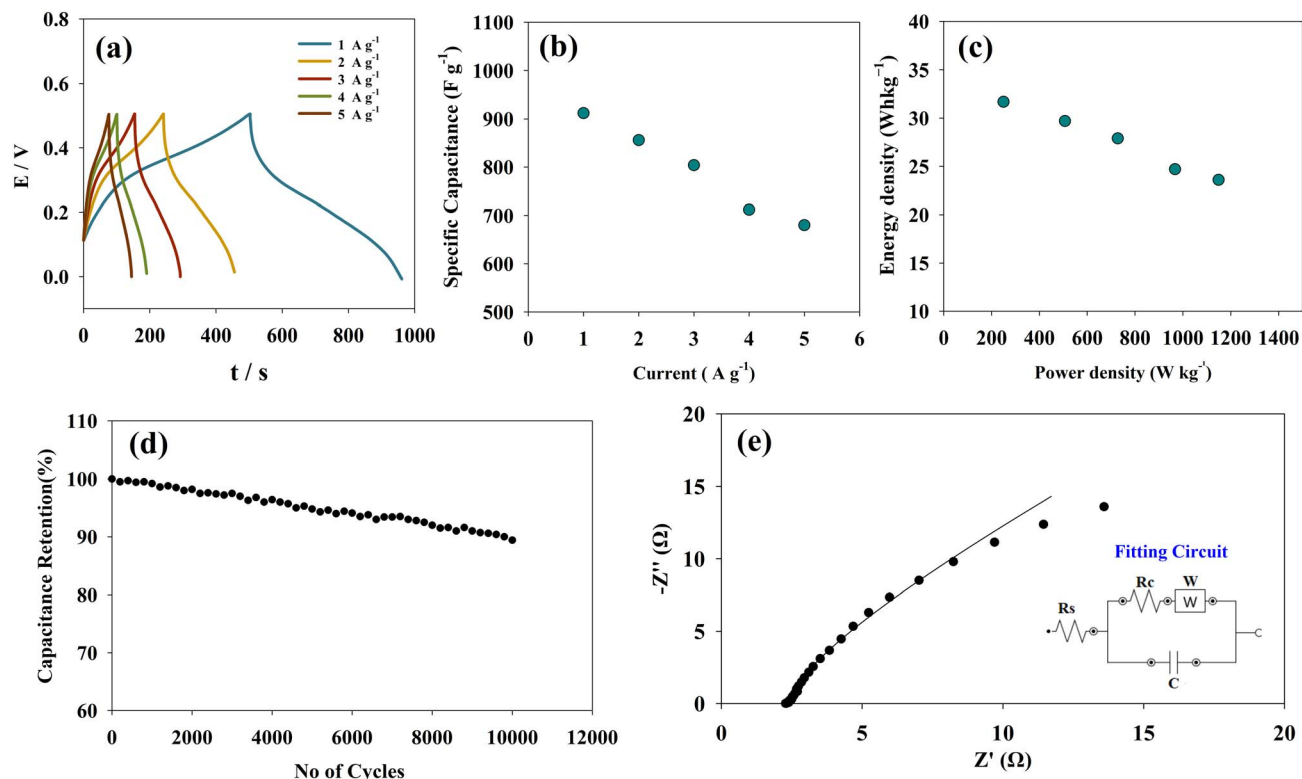 (a)
1 A g⁻¹
2 A g⁻¹
3 A g⁻¹
4 A g⁻¹
5 A g⁻¹
0.8
0.6
0.4
0.2
0.0
E / V
0 200 400 600 800 1000
t / s
(b)
1100
1000
900
800
700
600
500
Specific Capacitance (F g⁻¹)
0 1 2 3 4 5 6
Current ( A g⁻¹)
(c)
40
35
30
25
20
15
10
Energy density (Whkg⁻¹)
0 200 400 600 800 1000 1200 1400
Power density (W kg⁻¹)
(d)
110
100
90
80
70
60
Capacitance Retention(%)
0 2000 4000 6000 8000 10000 12000
No of Cycles
(e)
20
15
10
5
0
-Z'' (Ω)
0 5 10 15 20
Z' (Ω)
Fitting Circuit
Rs
Rc
W
W
C